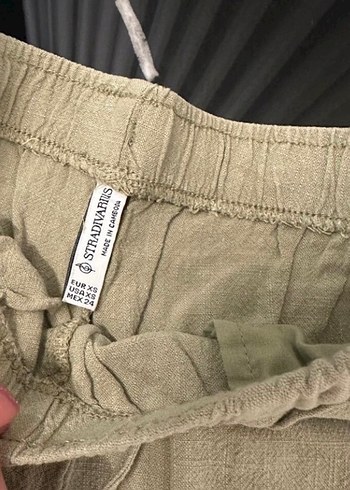 STRADIVARIUS
MADE IN CAMBODIA
EUR XS
USA XS
MEX 24